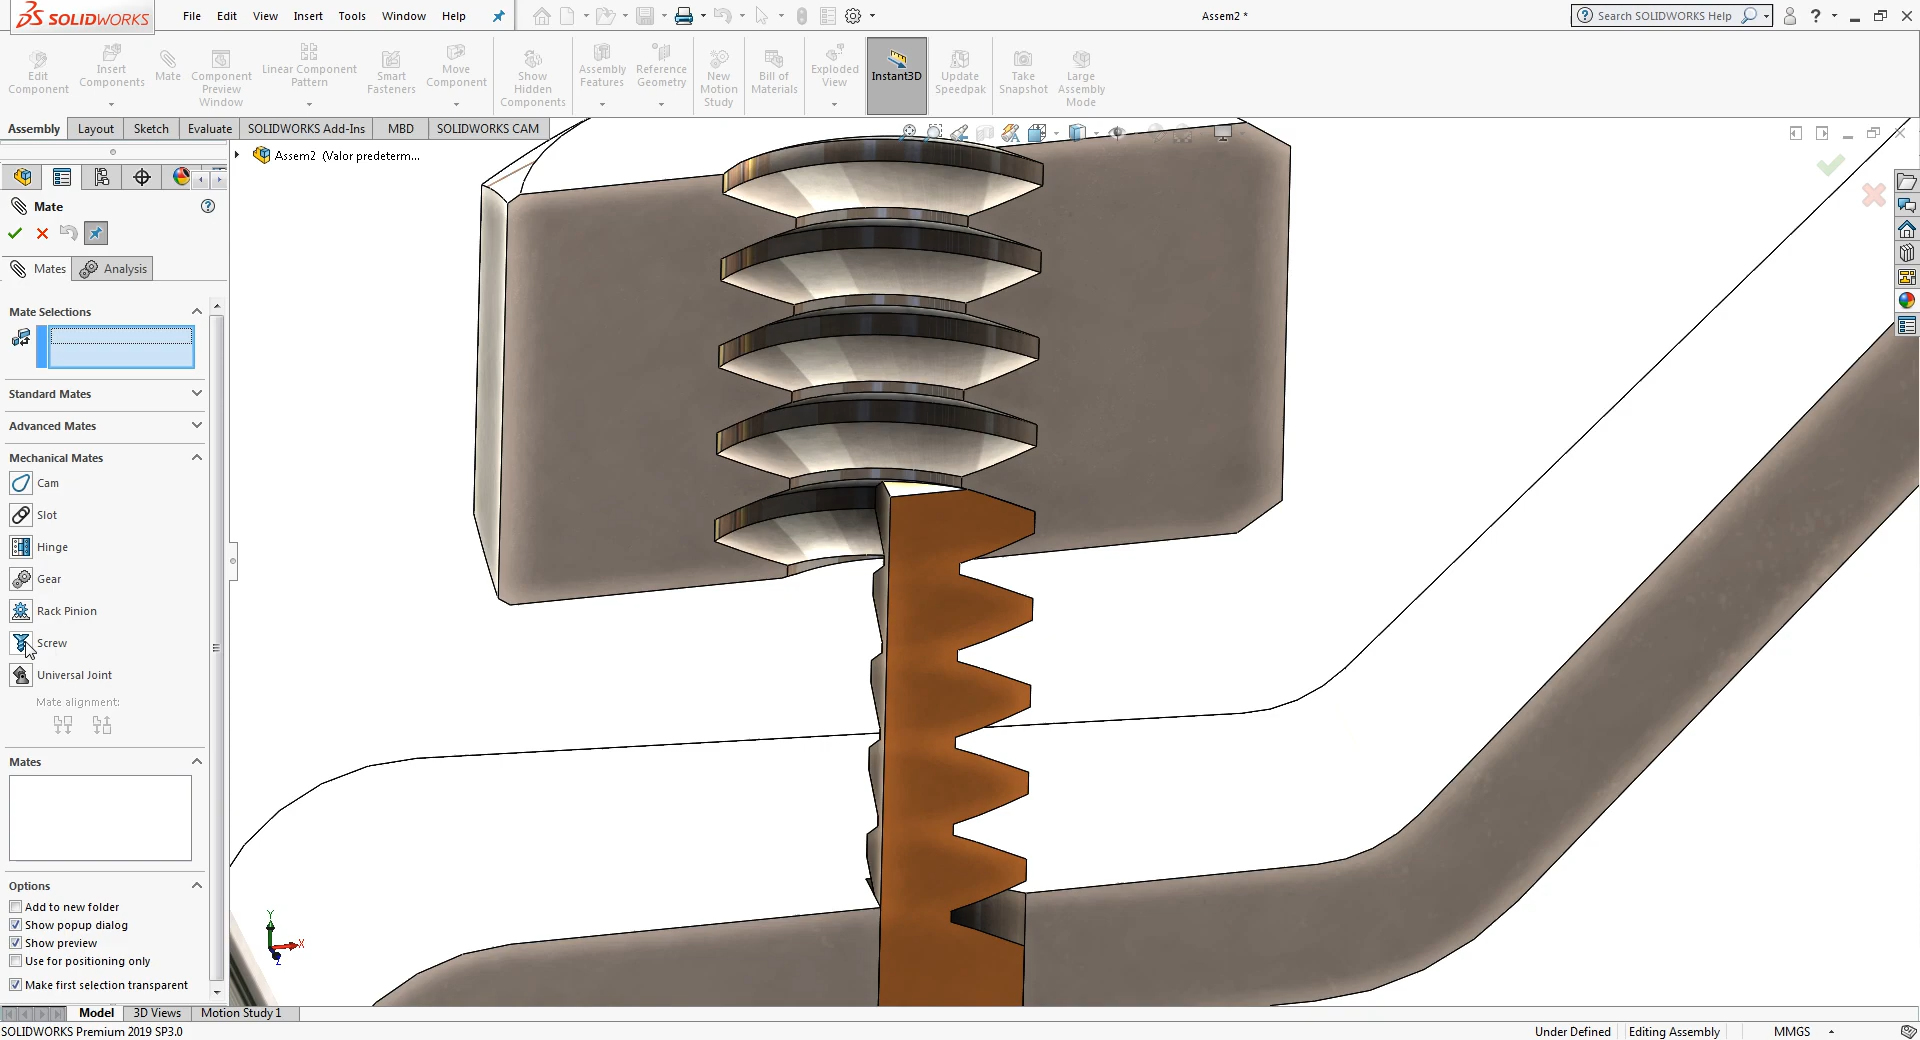 SOLIDWORKS
File Edit View Insert Tools Window Help
Assem2 *
Search SOLIDWORKS Help
Edit Component
Insert Components
Mate
Component Preview Window
Linear Component Pattern
Smart Fasteners
Move Component
Show Hidden Components
Assembly Features
Reference Geometry
New Motion Study
Bill of Materials
Exploded View
Instant3D
Update Speedpak
Take Snapshot
Large Assembly Mode
Assembly Layout Sketch Evaluate SOLIDWORKS Add-Ins MBD SOLIDWORKS CAM
Assem2 (Valor predeterm...
Mate
Mates Analysis
Mate Selections
Standard Mates
Advanced Mates
Mechanical Mates
Cam
Slot
Hinge
Gear
Rack Pinion
Screw
Universal Joint
Mate alignment:
Mates
Options
Add to new folder
Show popup dialog
Show preview
Use for positioning only
Make first selection transparent
Y
X
Z
Model 3D Views Motion Study 1
SOLIDWORKS Premium 2019 SP3.0
Under Defined Editing Assembly MMGS